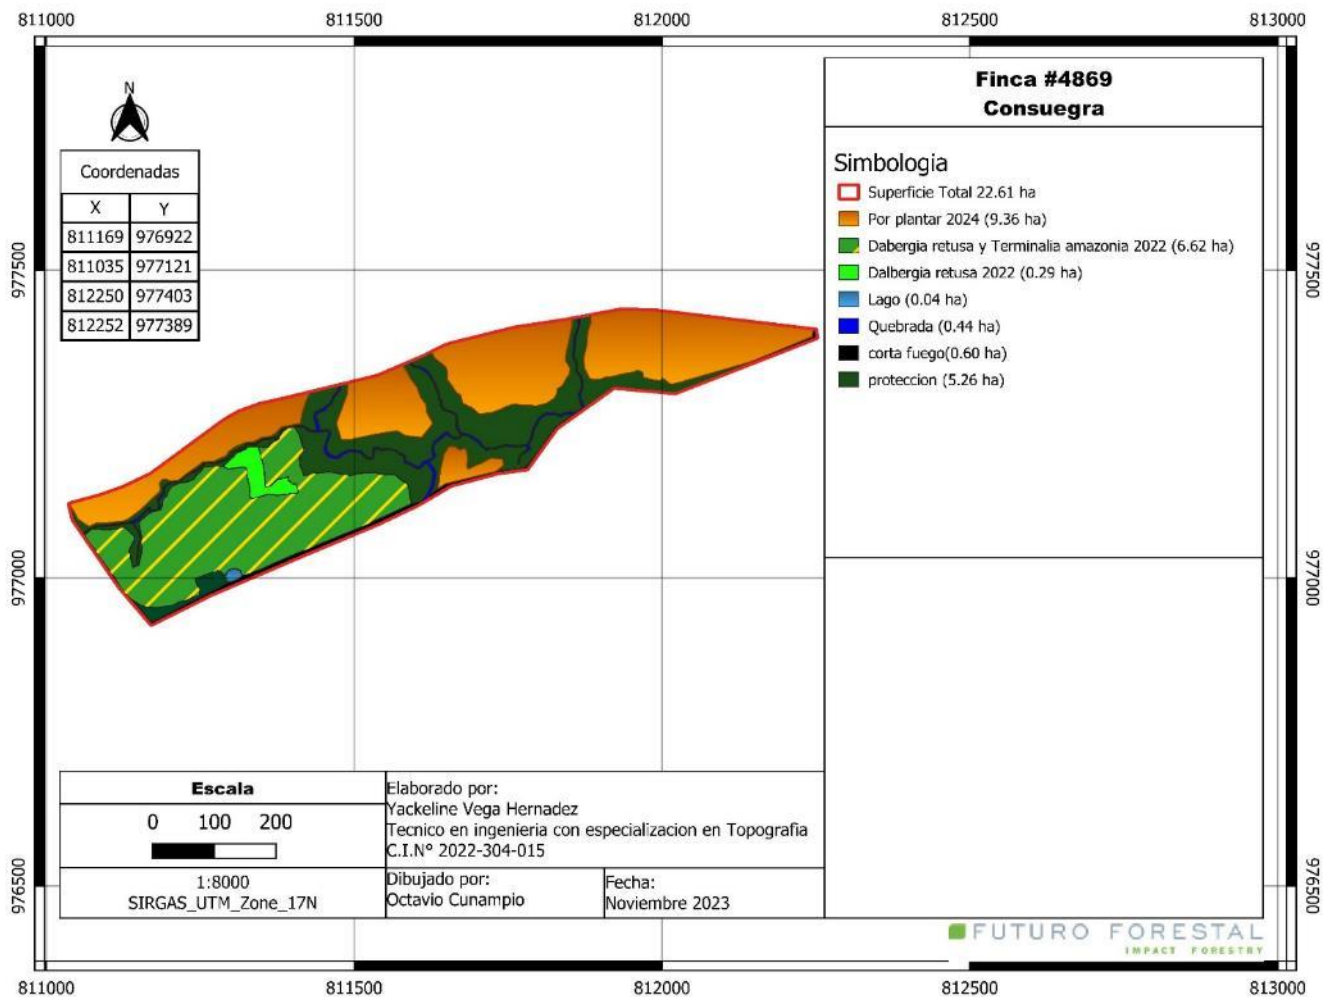 811000 811500 812000 812500 813000
N
Coordenadas
X Y
811169 976922
811035 977121
812250 977403
812252 977389
Finca #4869
Consuegra
Simbologia
Superficie Total 22.61 ha
Por plantar 2024 (9.36 ha)
Dabergia retusa y Terminalia amazonia 2022 (6.62 ha)
Dalbergia retusa 2022 (0.29 ha)
Lago (0.04 ha)
Quebrada (0.44 ha)
corta fuego(0.60 ha)
proteccion (5.26 ha)
977500 977500
977000 977000
976500 976500
Escala
0 100 200
1:8000
SIRGAS_UTM_Zone_17N
Elaborado por:
Yackeline Vega Hernadez
Tecnico en ingenieria con especializacion en Topografia
C.I.N° 2022-304-015
Dibujado por:
Octavio Cunampio
Fecha:
Noviembre 2023
FUTURO FORESTAL
IMPACT FORESTRY
811000 811500 812000 812500 813000